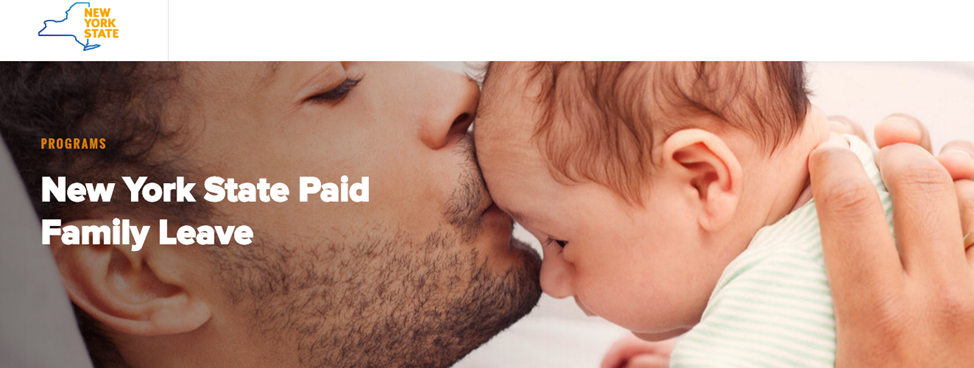 NEW
YORK
STATE
PROGRAMS
New York State Paid
Family Leave